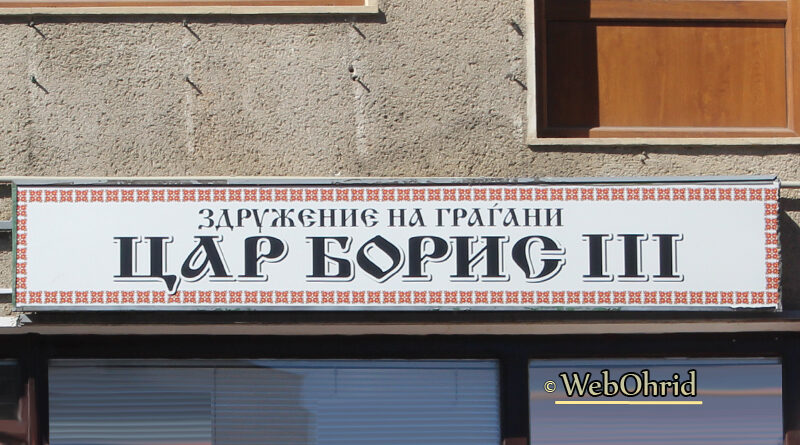 ЗДРУЖЕНИЕ НА ГРАЃАНИ
ЦАР БОРИС III
© WebOhrid